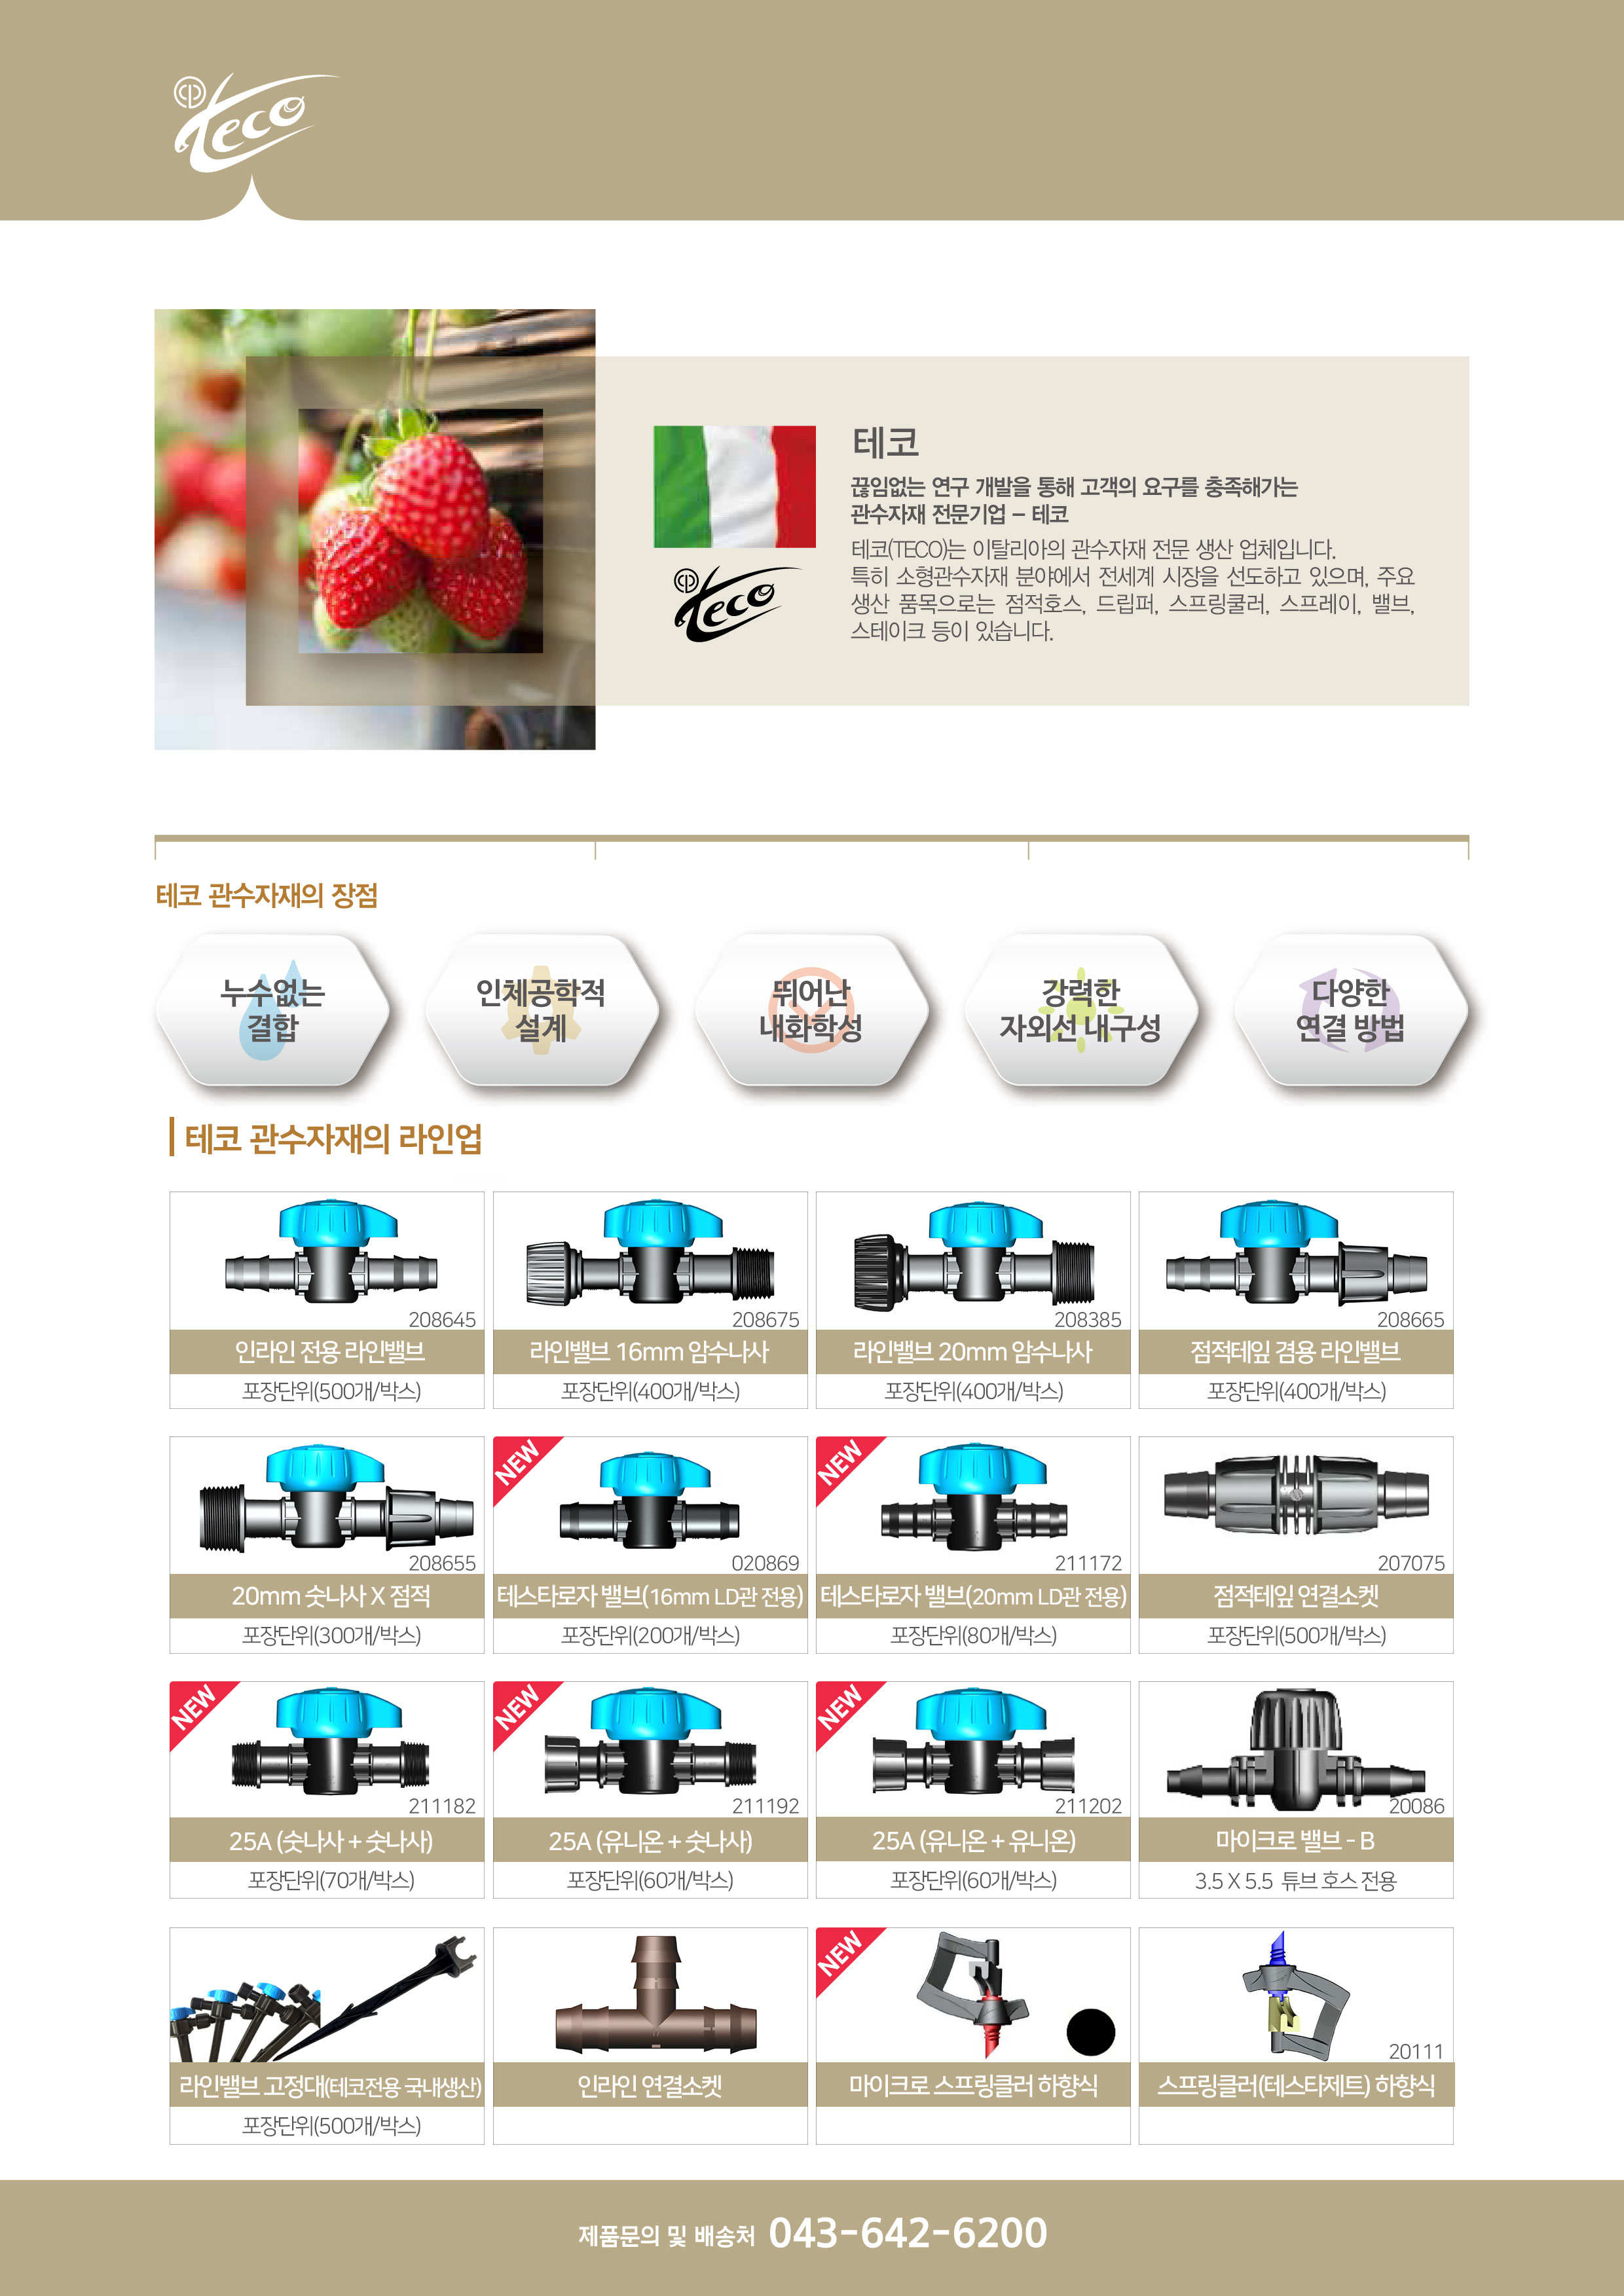 teco
테코
끊임없는 연구 개발을 통해 고객의 요구를 충족해가는
관수자재 전문기업 – 테코
테코(TECO)는 이탈리아의 관수자재 전문 생산 업체입니다.
특히 소형관수자재 분야에서 전세계 시장을 선도하고 있으며, 주요
생산 품목으로는 점적호스, 드립퍼, 스프링쿨러, 스프레이, 밸브,
스테이크 등이 있습니다.
teco
테코 관수자재의 장점
누수없는
결합
인체공학적
설계
뛰어난
내화학성
강력한
자외선 내구성
다양한
연결 방법
테코 관수자재의 라인업
208645
인라인 전용 라인밸브
포장단위(500개/박스)
208675
라인밸브 16mm 암수나사
포장단위(400개/박스)
208385
라인밸브 20mm 암수나사
포장단위(400개/박스)
208665
점적테잎 겸용 라인밸브
포장단위(400개/박스)
208655
20mm 숫나사 X 점적
포장단위(300개/박스)
NEW
020869
테스타로자 밸브(16mm LD관 전용)
포장단위(200개/박스)
NEW
211172
테스타로자 밸브(20mm LD관 전용)
포장단위(80개/박스)
207075
점적테잎 연결소켓
포장단위(500개/박스)
NEW
211182
25A (숫나사 + 숫나사)
포장단위(70개/박스)
NEW
211192
25A (유니온 + 숫나사)
포장단위(60개/박스)
NEW
211202
25A (유니온 + 유니온)
포장단위(60개/박스)
20086
마이크로 밸브 - B
3.5 X 5.5 튜브 호스 전용
라인밸브 고정대(테코전용 국내생산)
포장단위(500개/박스)
인라인 연결소켓
NEW
마이크로 스프링클러 하향식
20111
스프링클러(테스타제트) 하향식
제품문의 및 배송처 043-642-6200